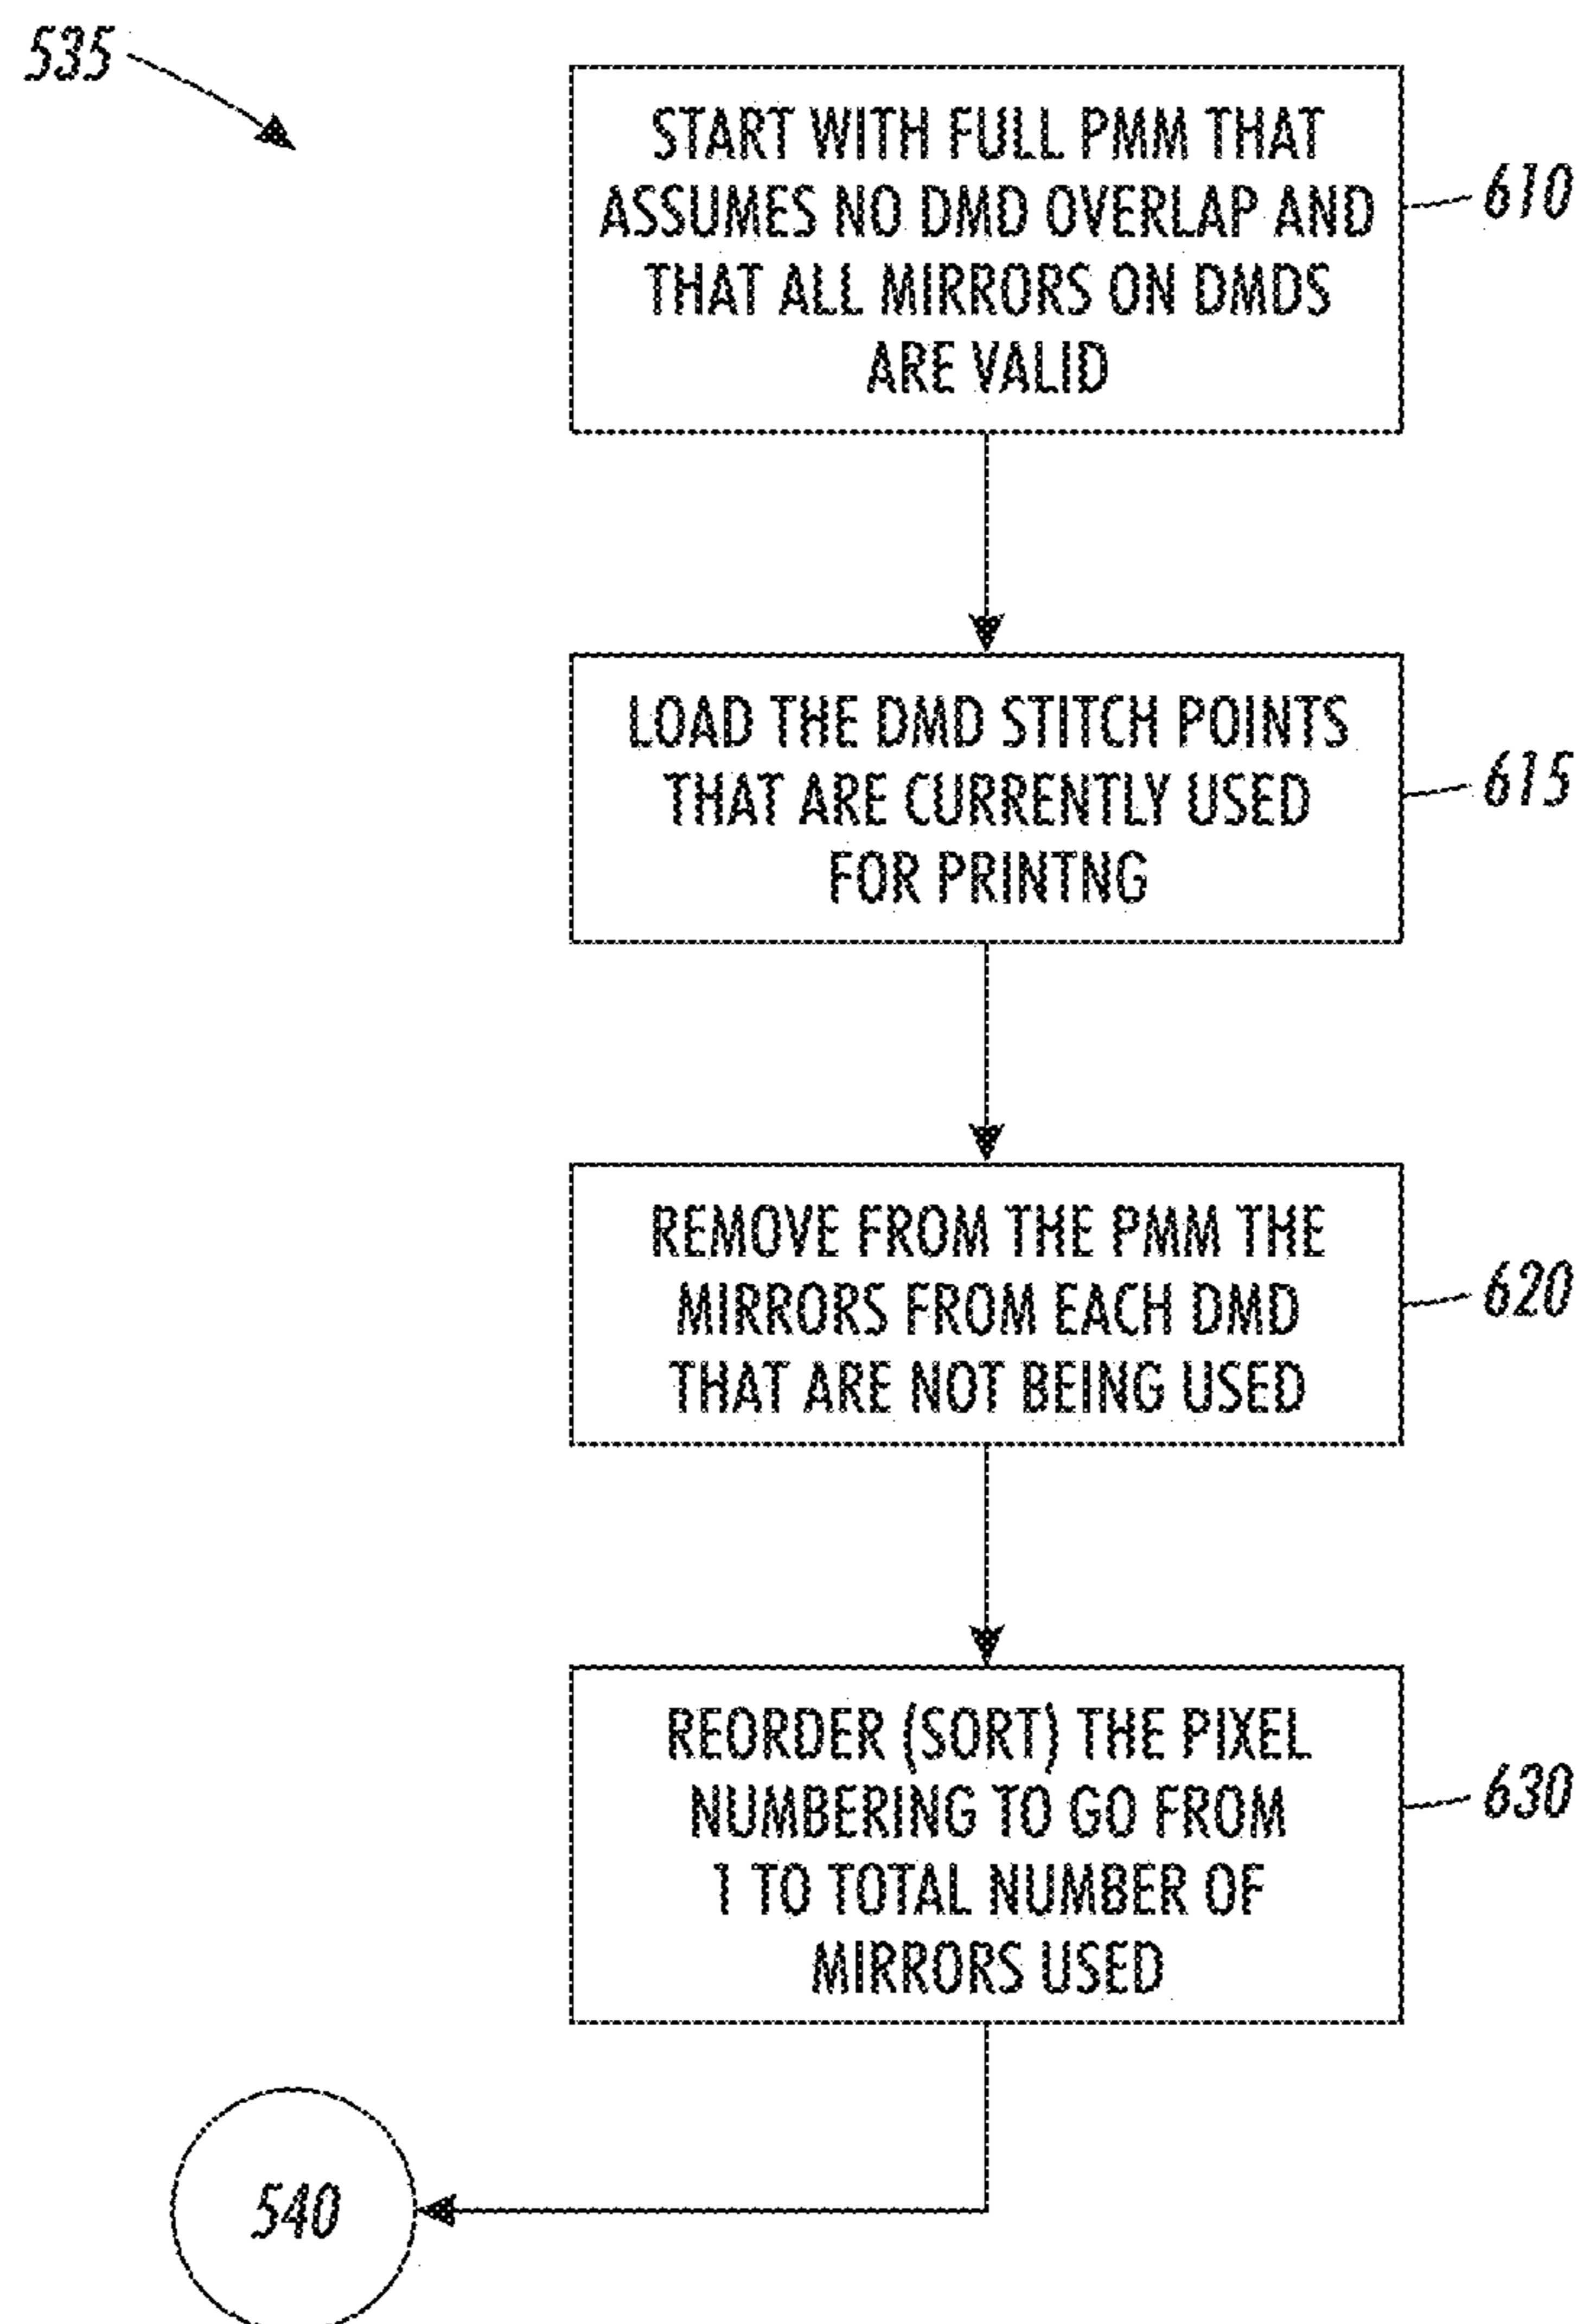 535
START WITH FULL PMM THAT
ASSUMES NO DMD OVERLAP AND
THAT ALL MIRRORS ON DMDS
ARE VALID
610
LOAD THE DMD STITCH POINTS
THAT ARE CURRENTLY USED
FOR PRINTNG
615
REMOVE FROM THE PMM THE
MIRRORS FROM EACH DMD
THAT ARE NOT BEING USED
620
REORDER (SORT) THE PIXEL
NUMBERING TO GO FROM
1 TO TOTAL NUMBER OF
MIRRORS USED
630
540